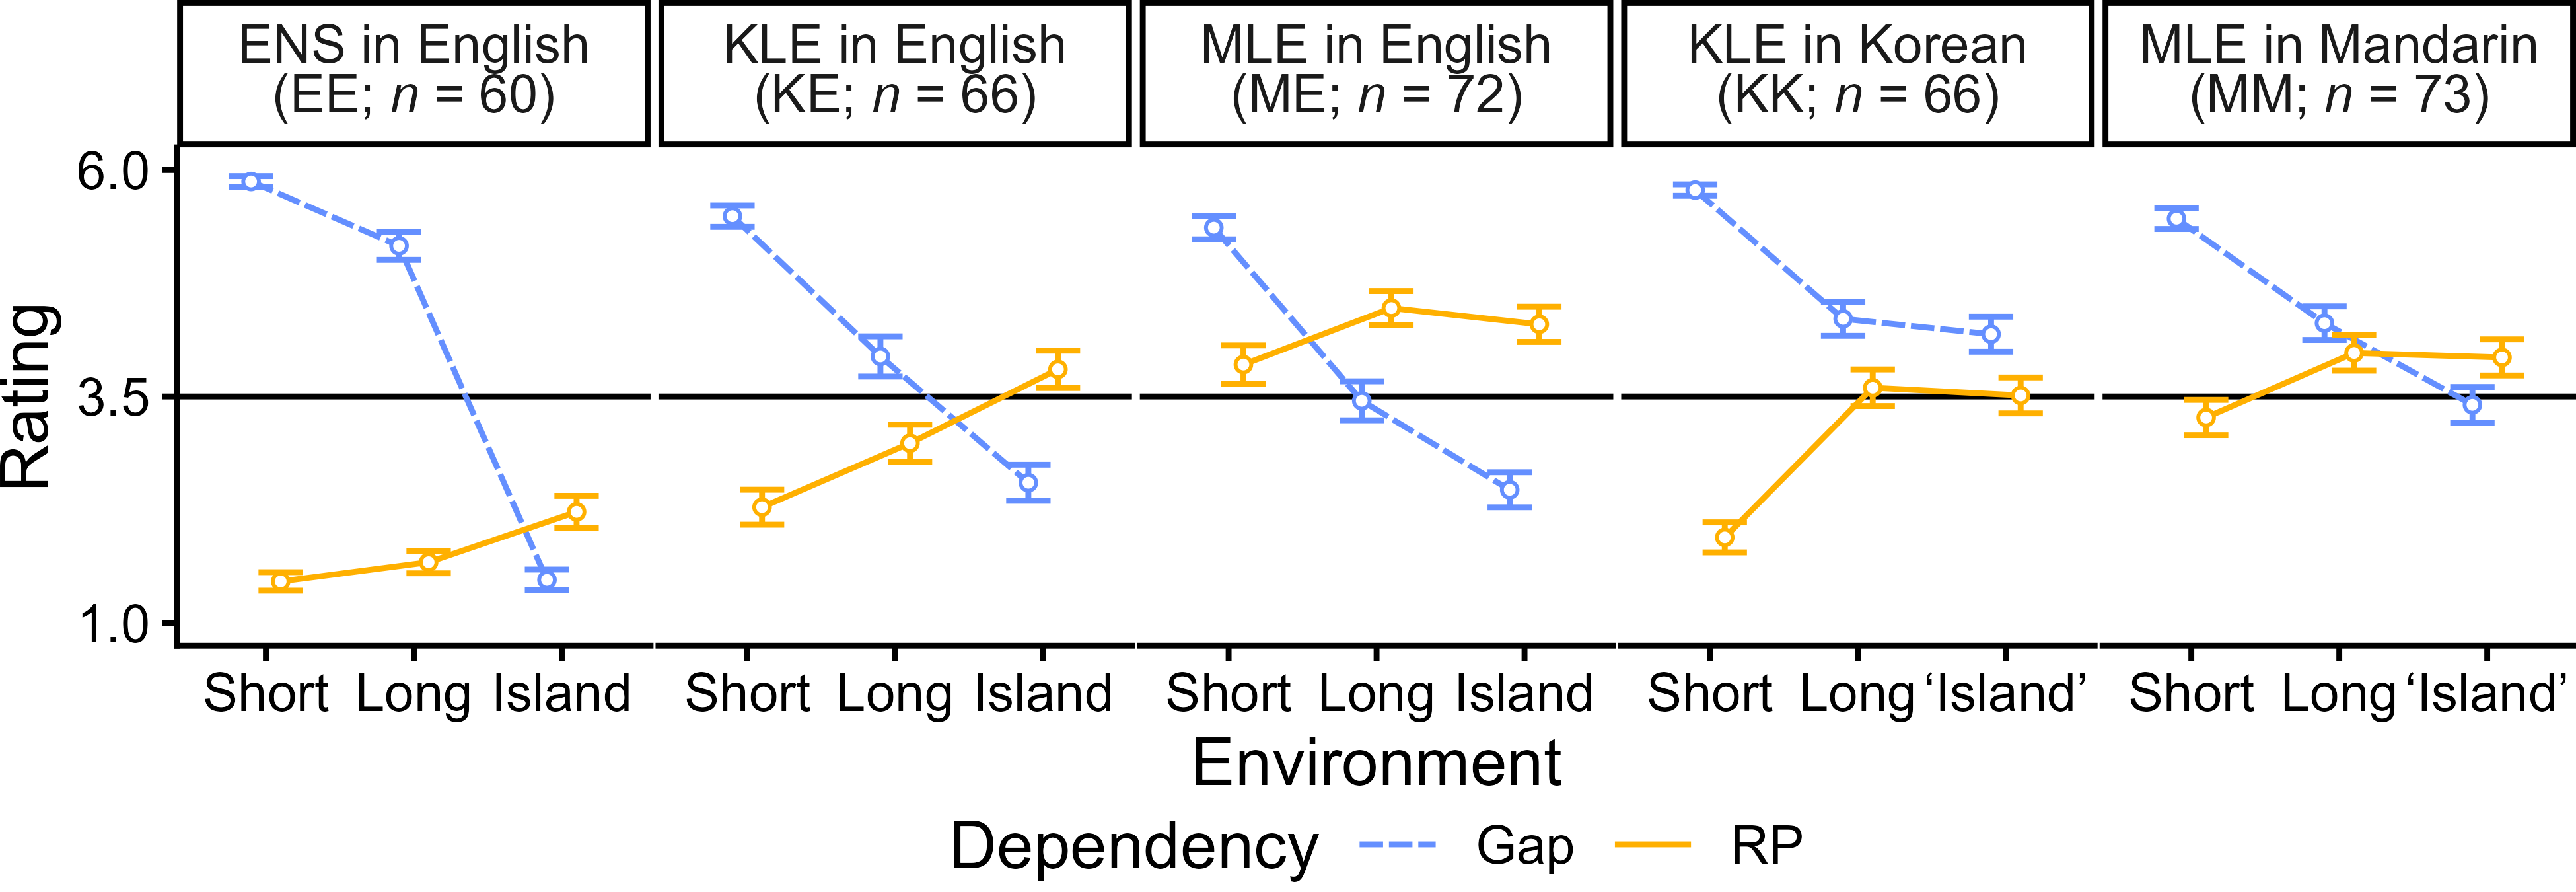 ENS in English
(EE; n = 60)
KLE in English
(KE; n = 66)
MLE in English
(ME; n = 72)
KLE in Korean
(KK; n = 66)
MLE in Mandarin
(MM; n = 73)
Rating
6.0
3.5
1.0
Short Long Island
Short Long Island
Short Long Island
Short Long ‘Island’
Short Long ‘Island’
Environment
Dependency Gap RP